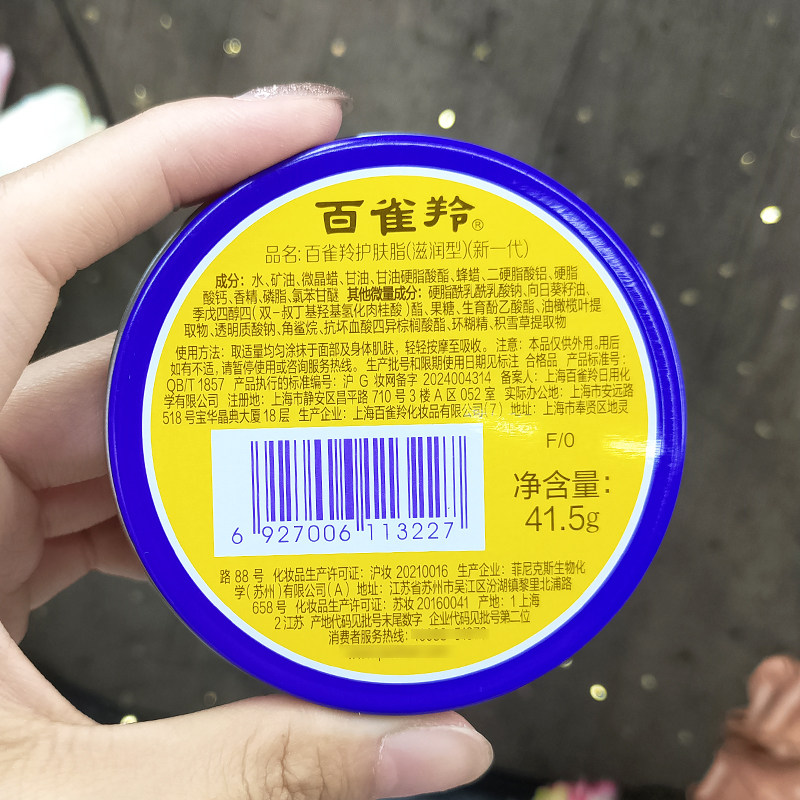 百雀羚®
品名:百雀羚护肤脂(滋润型)(新一代)
成分: 水、矿油、微晶蜡、甘油、甘油硬脂酸酯、蜂蜡、二硬脂酸铝、硬脂
酸钙、香精、磷脂、氯苯甘醚 其他微量成分: 硬脂酰乳酰乳酸钠、向日葵籽油、
季戊四醇四(双-叔丁基羟基氢化肉桂酸)酯、果糖、生育酚乙酸酯、油橄榄叶提
取物、透明质酸钠、角鲨烷、抗坏血酸四异棕榈酸酯、环糊精、积雪草提取物
使用方法: 取适量均匀涂抹于面部及身体肌肤, 轻轻按摩至吸收。 注意: 本品仅供外用。用后
如有不适, 请暂停使用或咨询服务热线。 生产批号和限期使用日期见标注 合格品 产品标准号:
QB/T 1857 产品执行的标准编号: 沪 G 妆网备字 2024004314 备案人: 上海百雀羚日用化
学有限公司 注册地: 上海市静安区昌平路 710 号 3 楼 A 区 052 室 实际办公地: 上海市安远路
518 号宝华晶典大厦 18 层 生产企业: 上海百雀羚化妆品有限公司(7) 地址: 上海市奉贤区地灵
F/0
净含量:
41.5g
6 927006 113227
路 88 号 化妆品生产许可证: 沪妆 20210016 生产企业: 菲尼克斯生物化
学(苏州)有限公司(A) 地址: 江苏省苏州市吴江区汾湖镇黎里北浦路
658 号 化妆品生产许可证: 苏妆 20160041 产地: 1 上海
2 江苏 产地代码见批号末尾数字 企业代码见批号第二位
消费者服务热线: